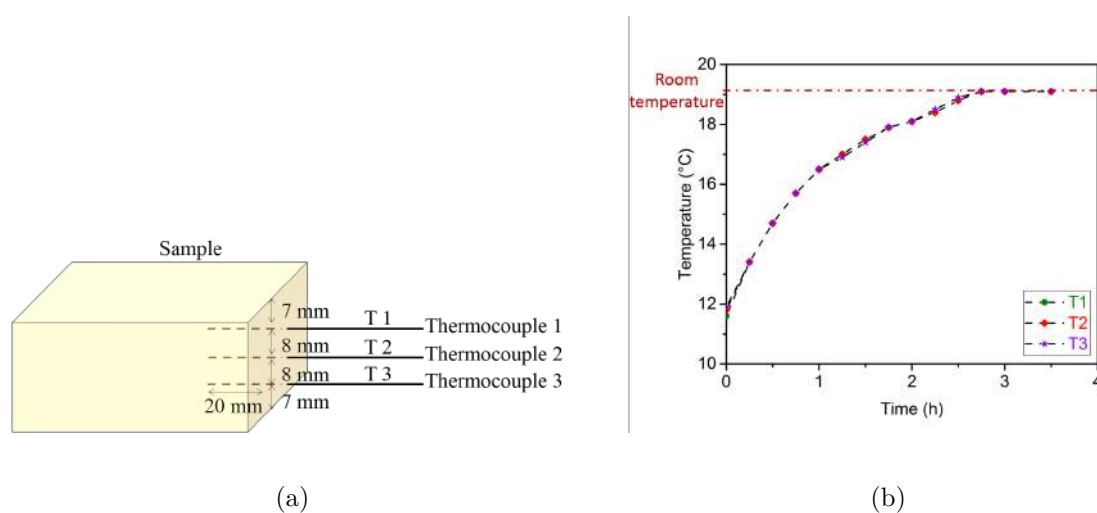 Sample
7 mm
T 1
Thermocouple 1
8 mm
T 2
Thermocouple 2
8 mm
T 3
Thermocouple 3
20 mm
7 mm
(a)
Room
temperature
20
18
16
14
12
10
Temperature (°C)
T1
T2
T3
0
1
2
3
4
Time (h)
(b)